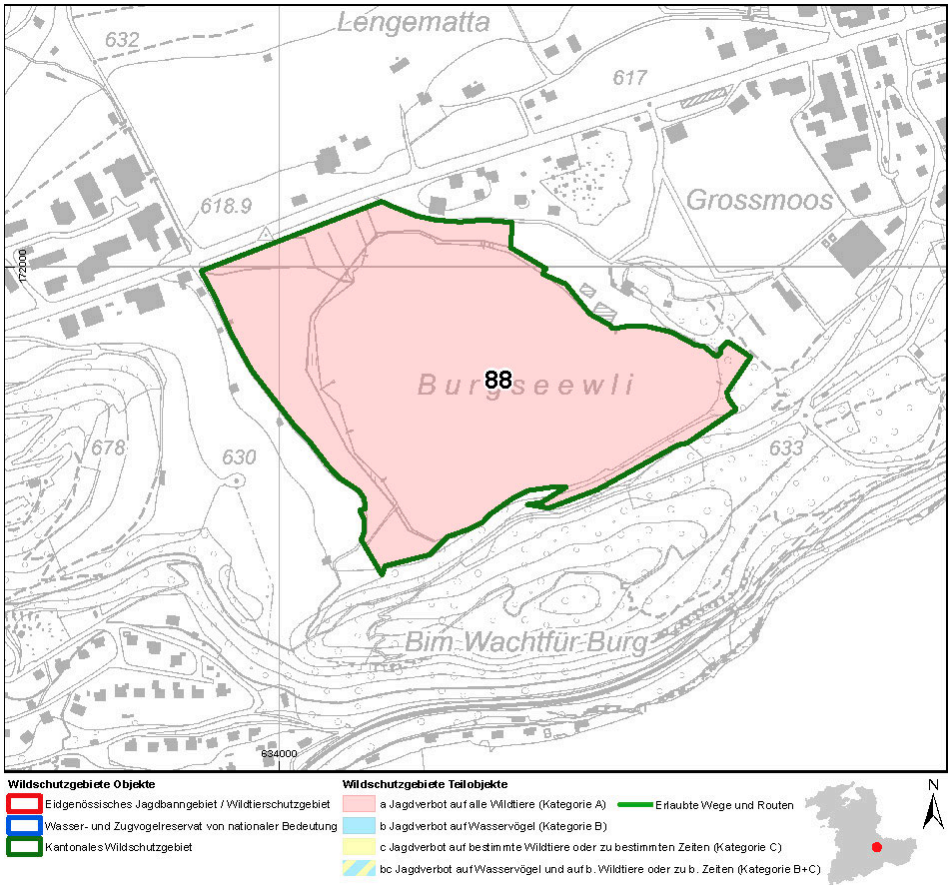 Lengematta
632
617
618.9
Grossmoos
172000
88
Burgseewli
678
630
633
Bim Wachtfür-Burg
634000
Wildschutzgebiete Objekte
Eidgenössisches Jagdbanngebiet / Wildtierschutzgebiet
Wasser- und Zugvogelreservat von nationaler Bedeutung
Kantonales Wildschutzgebiet
Wildschutzgebiete Teilobjekte
a Jagdverbot auf alle Wildtiere (Kategorie A)
b Jagdverbot auf Wasservögel (Kategorie B)
c Jagdverbot auf bestimmte Wildtiere oder zu bestimmten Zeiten (Kategorie C)
bc Jagdverbot auf Wasservögel und auf b. Wildtiere oder zu b. Zeiten (Kategorie B+C)
Erlaubte Wege und Routen
N